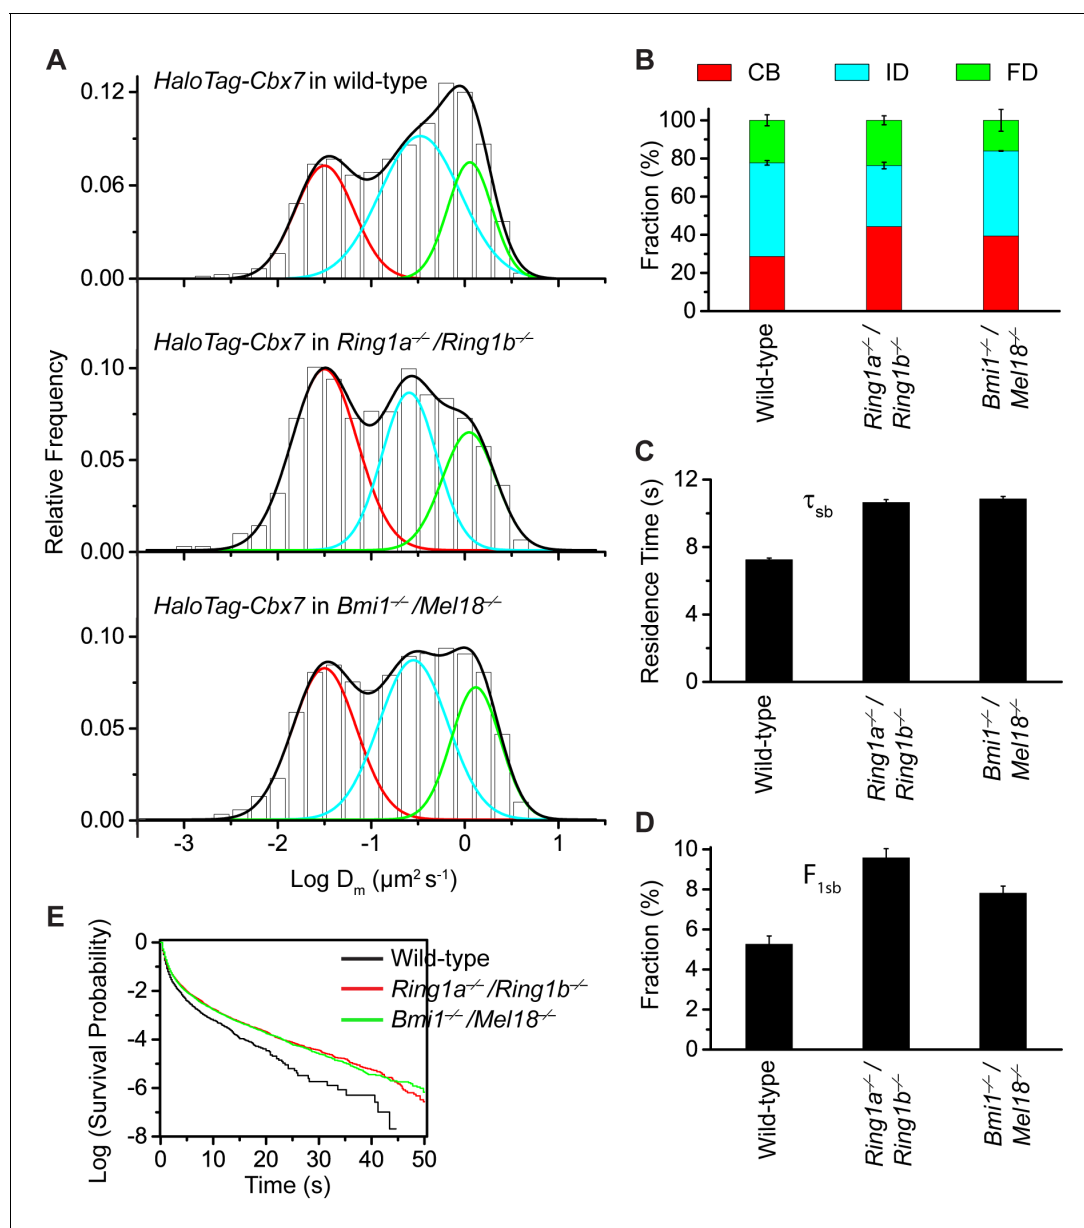 A
HaloTag-Cbx7 in wild-type
0.12
0.06
0.00
HaloTag-Cbx7 in Ring1a⁻/⁻/Ring1b⁻/⁻
0.10
0.05
0.00
HaloTag-Cbx7 in Bmi1⁻/⁻/Mel18⁻/⁻
0.10
0.05
0.00
Relative Frequency
-3 -2 -1 0 1
Log Dm (μm² s⁻¹)
B
CB ID FD
100
80
60
40
20
0
Fraction (%)
Wild-type
Ring1a⁻/⁻/
Ring1b⁻/⁻
Bmi1⁻/⁻/
Mel18⁻/⁻
C
12
8
4
0
Residence Time (s)
τsb
Wild-type
Ring1a⁻/⁻/
Ring1b⁻/⁻
Bmi1⁻/⁻/
Mel18⁻/⁻
D
10
8
6
4
2
0
Fraction (%)
F1sb
Wild-type
Ring1a⁻/⁻/
Ring1b⁻/⁻
Bmi1⁻/⁻/
Mel18⁻/⁻
E
0
-2
-4
-6
-8
Log (Survival Probability)
Wild-type
Ring1a⁻/⁻/Ring1b⁻/⁻
Bmi1⁻/⁻/Mel18⁻/⁻
0 10 20 30 40 50
Time (s)